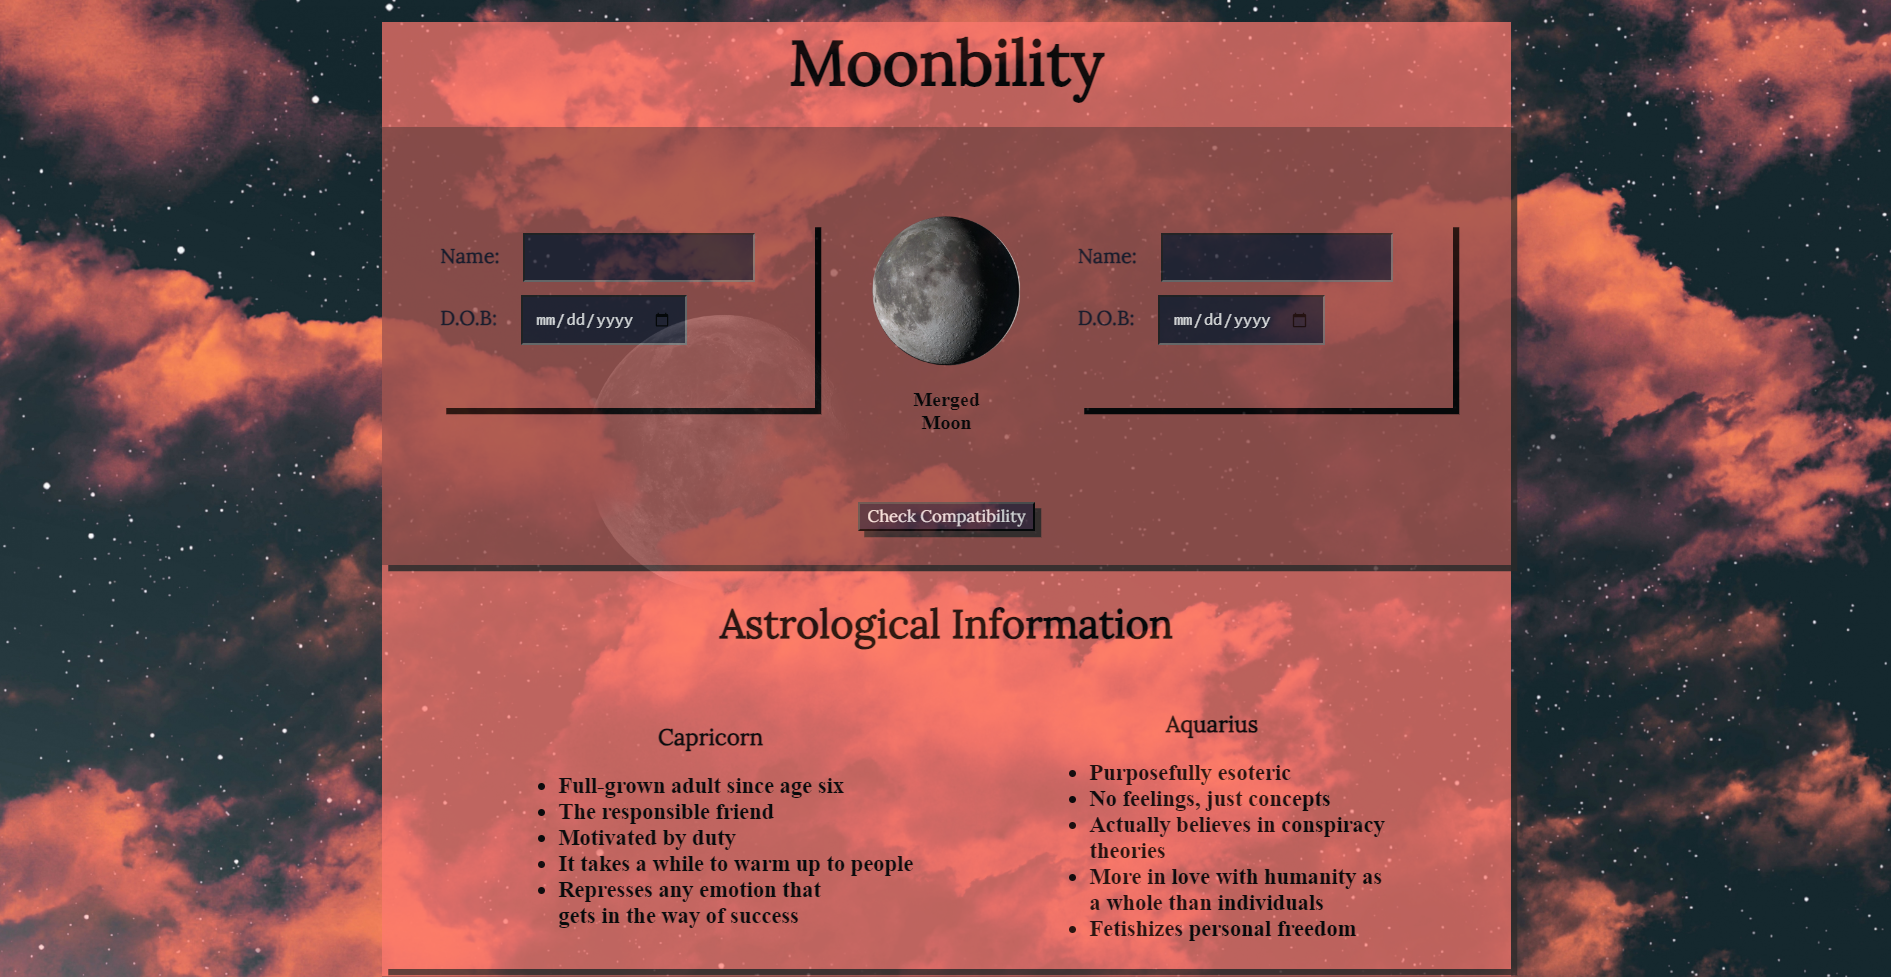 Moonbility
Name:
D.O.B:
mm/dd/yyyy
Merged
Moon
Name:
D.O.B:
mm/dd/yyyy
Check Compatibility
Astrological Information
Capricorn
Full-grown adult since age six
The responsible friend
Motivated by duty
It takes a while to warm up to people
Represses any emotion that
gets in the way of success
Aquarius
Purposefully esoteric
No feelings, just concepts
Actually believes in conspiracy
theories
More in love with humanity as
a whole than individuals
Fetishizes personal freedom